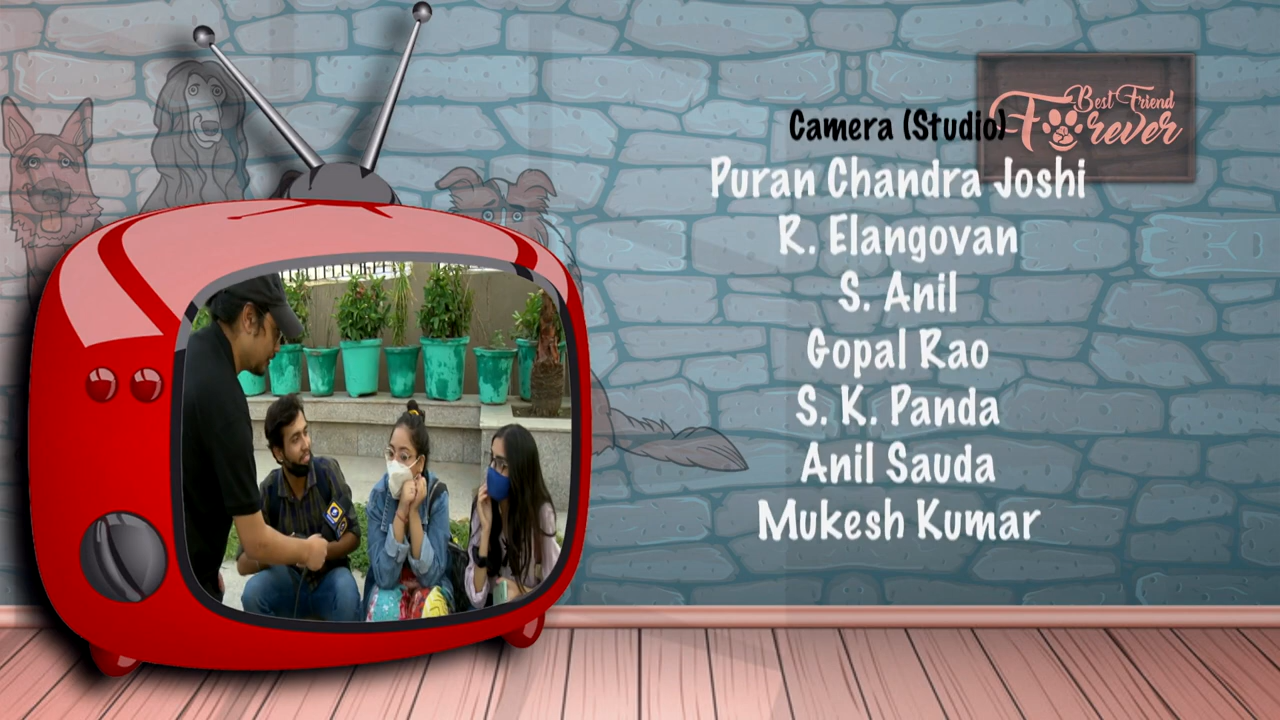 Best Friend
Forever
Camera (Studio)
Puran Chandra Joshi
R. Elangovan
S. Anil
Gopal Rao
S. K. Panda
Anil Sauda
Mukesh Kumar